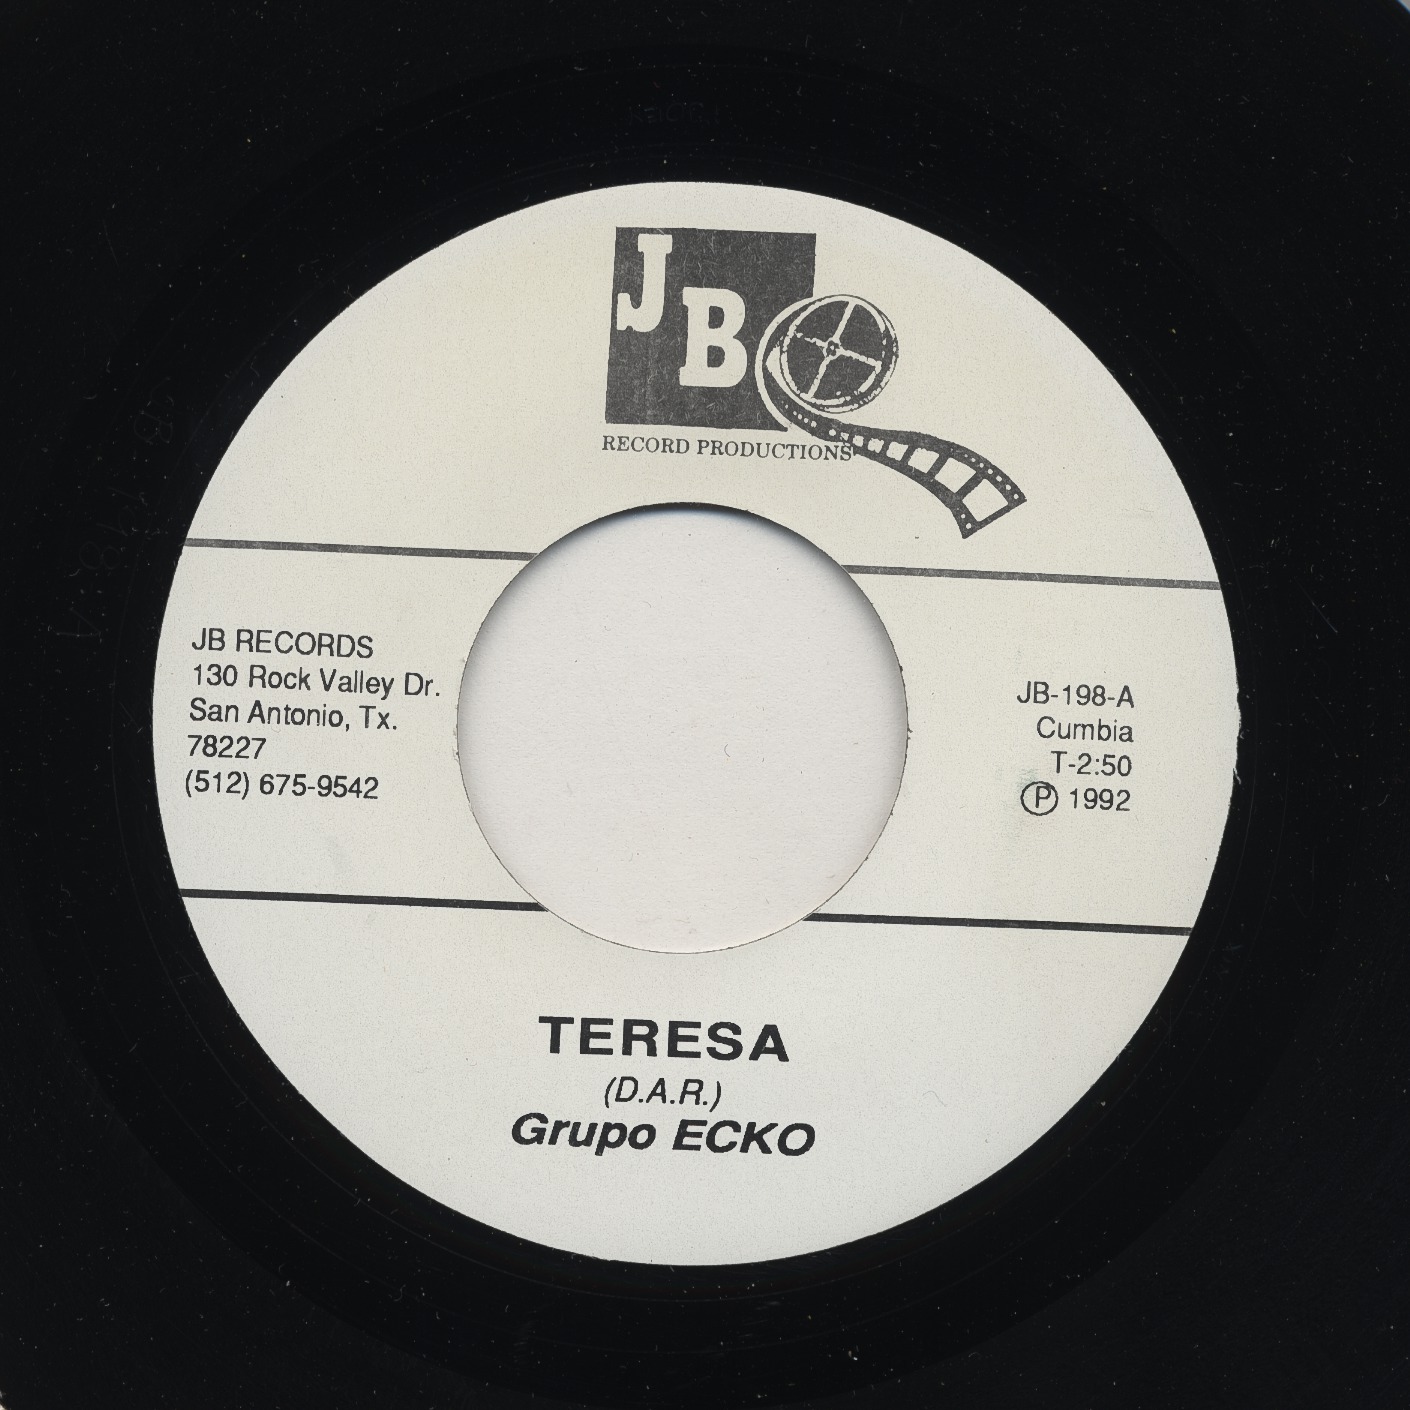 JB
RECORD PRODUCTIONS
JB RECORDS
130 Rock Valley Dr.
San Antonio, Tx.
78227
(512) 675-9542
JB-198-A
Cumbia
T-2:50
Ⓟ 1992
TERESA
(D.A.R.)
Grupo ECKO